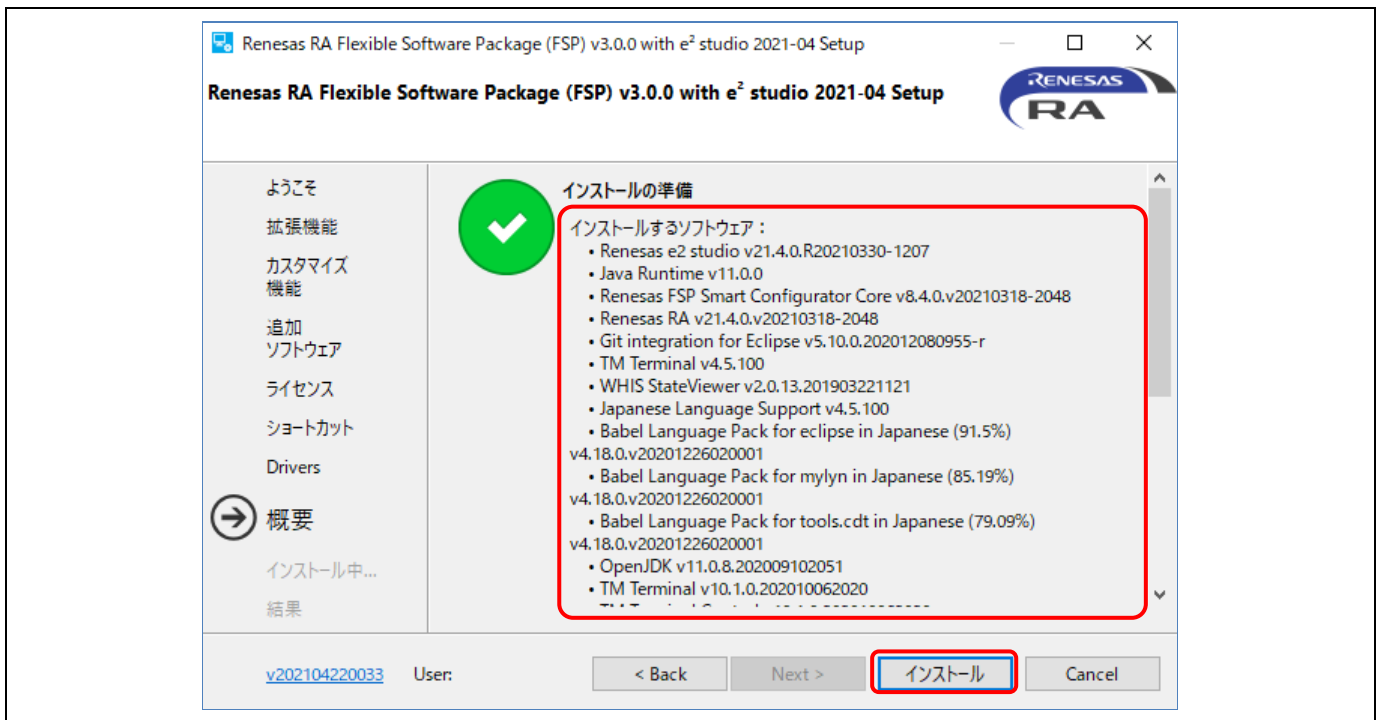 Renesas RA Flexible Software Package (FSP) v3.0.0 with e² studio 2021-04 Setup
Renesas RA Flexible Software Package (FSP) v3.0.0 with e² studio 2021-04 Setup
RENESAS
RA
ようこそ
拡張機能
カスタマイズ
機能
追加
ソフトウェア
ライセンス
ショートカット
Drivers
概要
インストール中...
結果
インストールの準備
インストールするソフトウェア：
• Renesas e2 studio v21.4.0.R20210330-1207
• Java Runtime v11.0.0
• Renesas FSP Smart Configurator Core v8.4.0.v20210318-2048
• Renesas RA v21.4.0.v20210318-2048
• Git integration for Eclipse v5.10.0.202012080955-r
• TM Terminal v4.5.100
• WHIS StateViewer v2.0.13.201903221121
• Japanese Language Support v4.5.100
• Babel Language Pack for eclipse in Japanese (91.5%)
v4.18.0.v20201226020001
• Babel Language Pack for mylyn in Japanese (85.19%)
v4.18.0.v20201226020001
• Babel Language Pack for tools.cdt in Japanese (79.09%)
v4.18.0.v20201226020001
• OpenJDK v11.0.8.202009102051
• TM Terminal v10.1.0.202010062020
v202104220033 User:
< Back Next > インストール Cancel